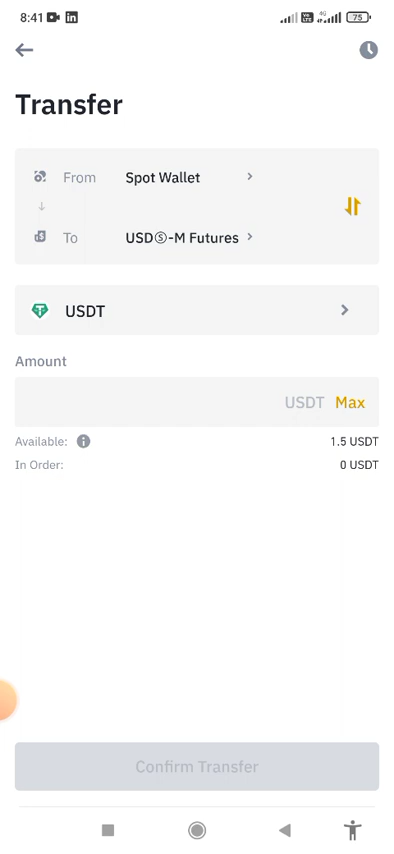 8:41
75
Transfer
From Spot Wallet
To USDⓈ-M Futures
USDT
Amount
USDT Max
Available: 1.5 USDT
In Order: 0 USDT
Confirm Transfer